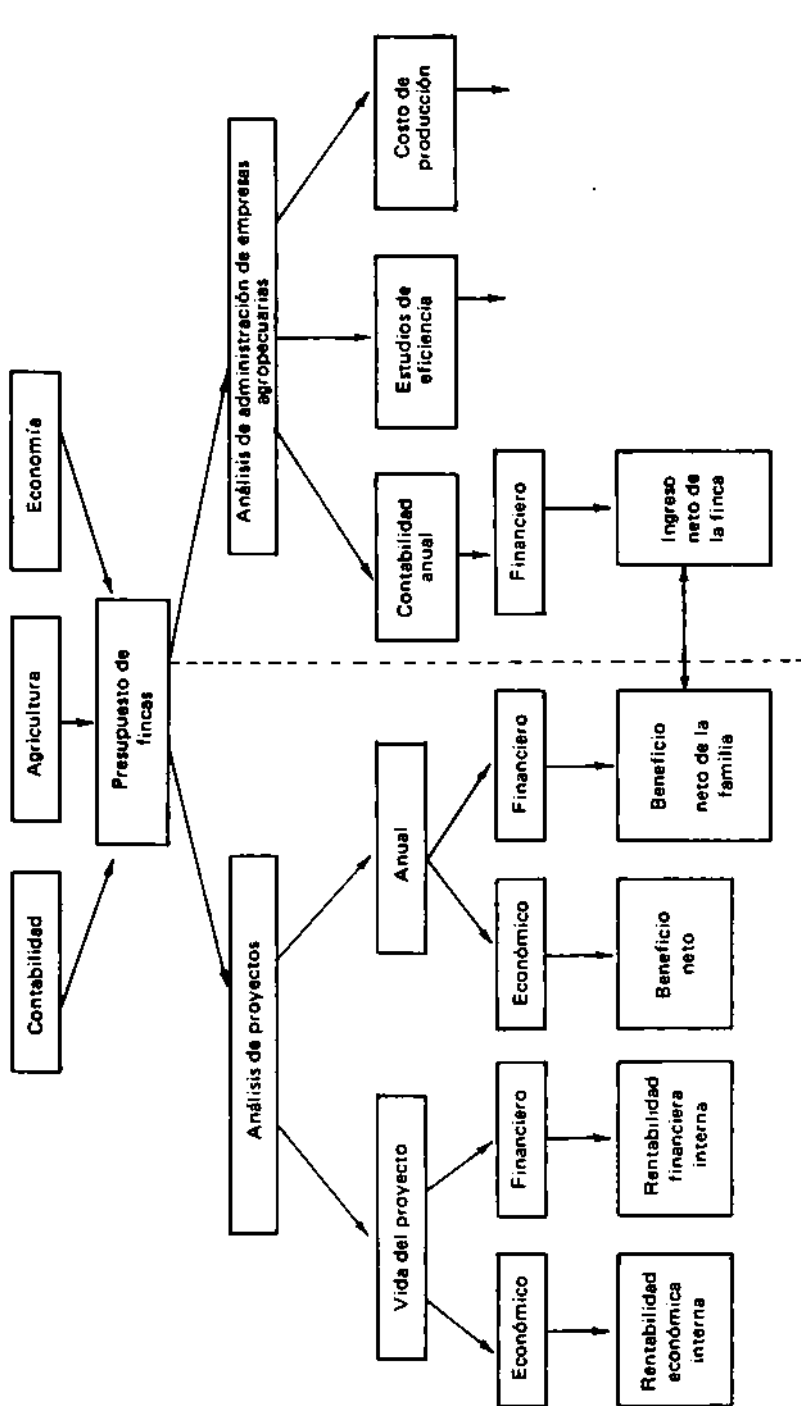 Contabilidad
Agricultura
Economía
Presupuesto de
fincas
Análisis de proyectos
Análisis de administración de empresas
agropecuarias
Vida del proyecto
Anual
Contabilidad
anual
Estudios de
eficiencia
Costo de
producción
Económico
Financiero
Económico
Financiero
Financiero
Rentabilidad
económica
interna
Rentabilidad
financiera
interna
Beneficio
neto
Beneficio
neto de la
familia
Ingreso
neto de
la finca